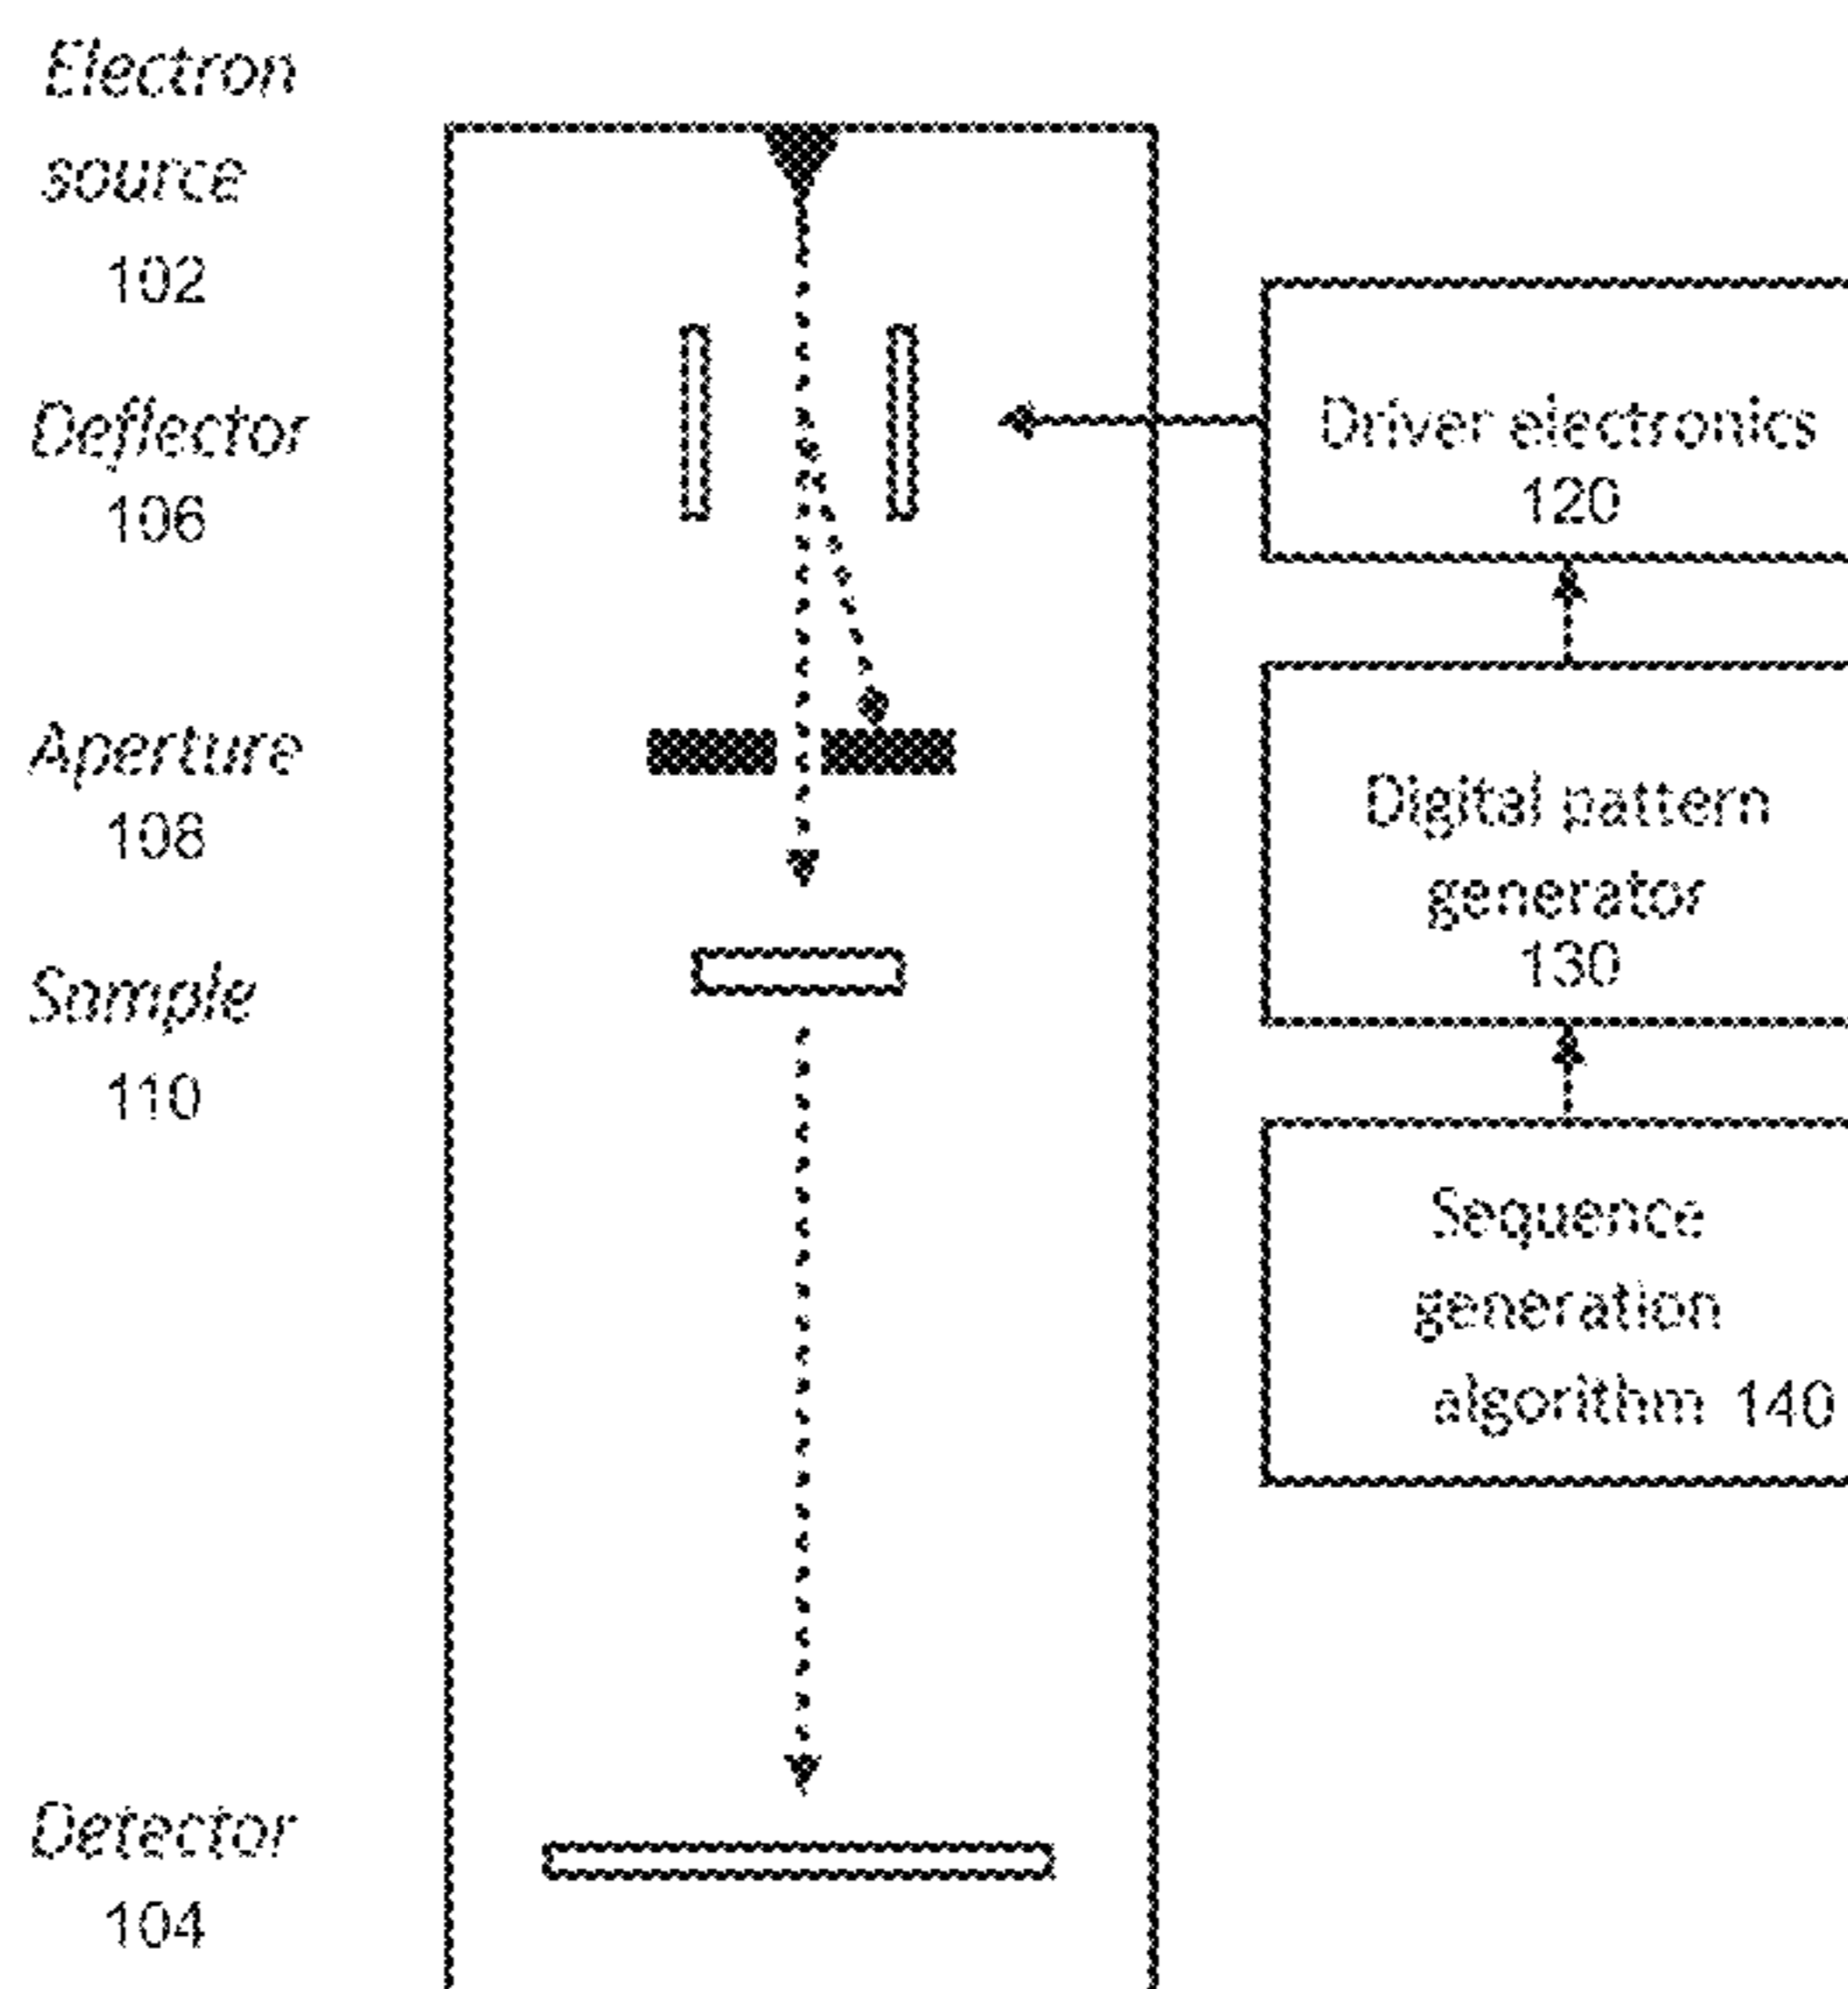 Electron
source
102
Deflector
106
Aperture
108
Sample
110
Detector
104
Driver electronics
120
Digital pattern
generator
130
Sequence
generation
algorithm 140